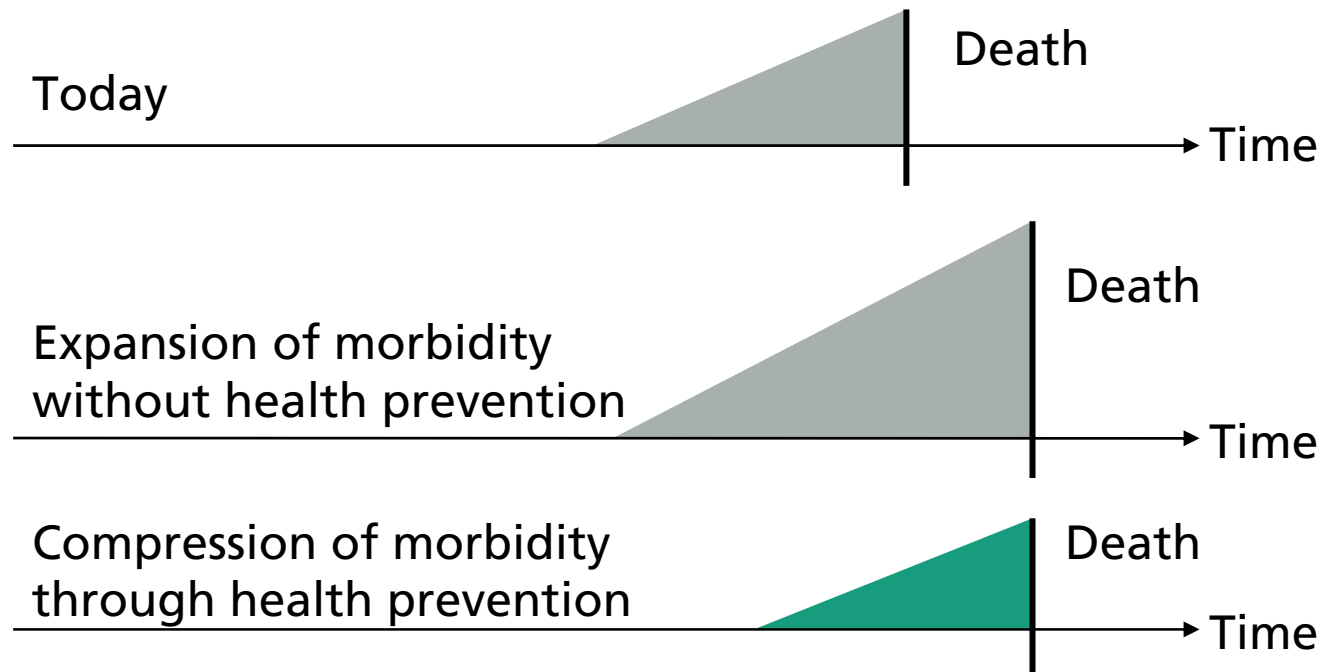 Today
Death
Time
Expansion of morbidity
without health prevention
Death
Time
Compression of morbidity
through health prevention
Death
Time